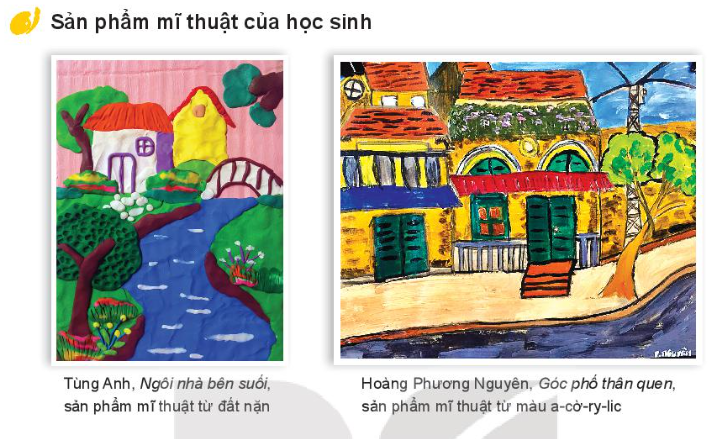 Sản phẩm mĩ thuật của học sinh
P.NGUYÊN
Tùng Anh, Ngôi nhà bên suối,
sản phẩm mĩ thuật từ đất nặn
Hoàng Phương Nguyên, Góc phố thân quen,
sản phẩm mĩ thuật từ màu a-cờ-ry-lic